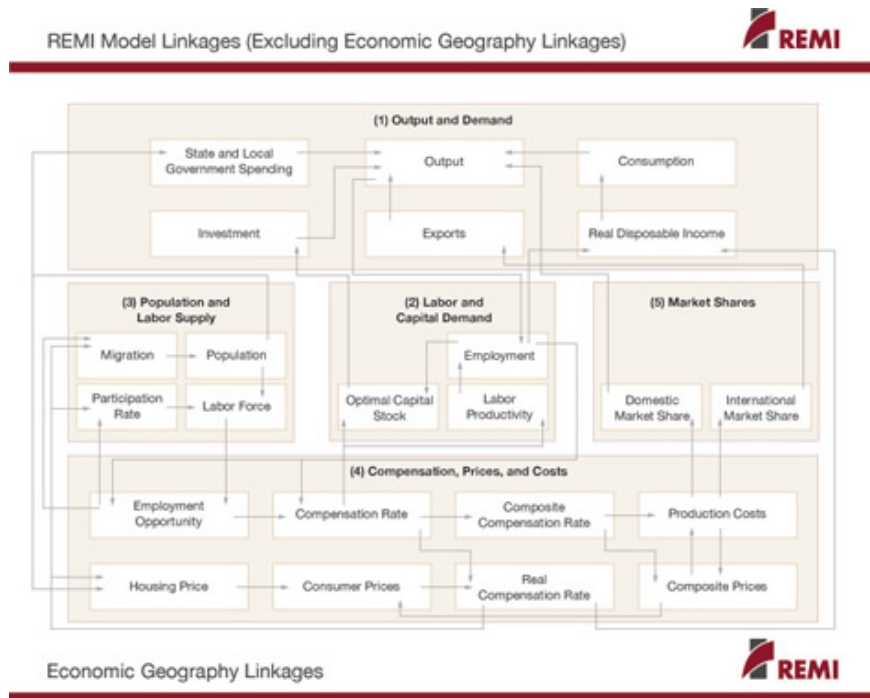 REMI Model Linkages (Excluding Economic Geography Linkages)
REMI
(1) Output and Demand
State and Local
Government Spending
Output
Consumption
Investment
Exports
Real Disposable Income
(3) Population and
Labor Supply
Migration
Population
Participation
Rate
Labor Force
(2) Labor and
Capital Demand
Employment
Optimal Capital
Stock
Labor
Productivity
(5) Market Shares
Domestic
Market Share
International
Market Share
(4) Compensation, Prices, and Costs
Employment
Opportunity
Compensation Rate
Composite
Compensation Rate
Production Costs
Housing Price
Consumer Prices
Real
Compensation Rate
Composite Prices
Economic Geography Linkages
REMI